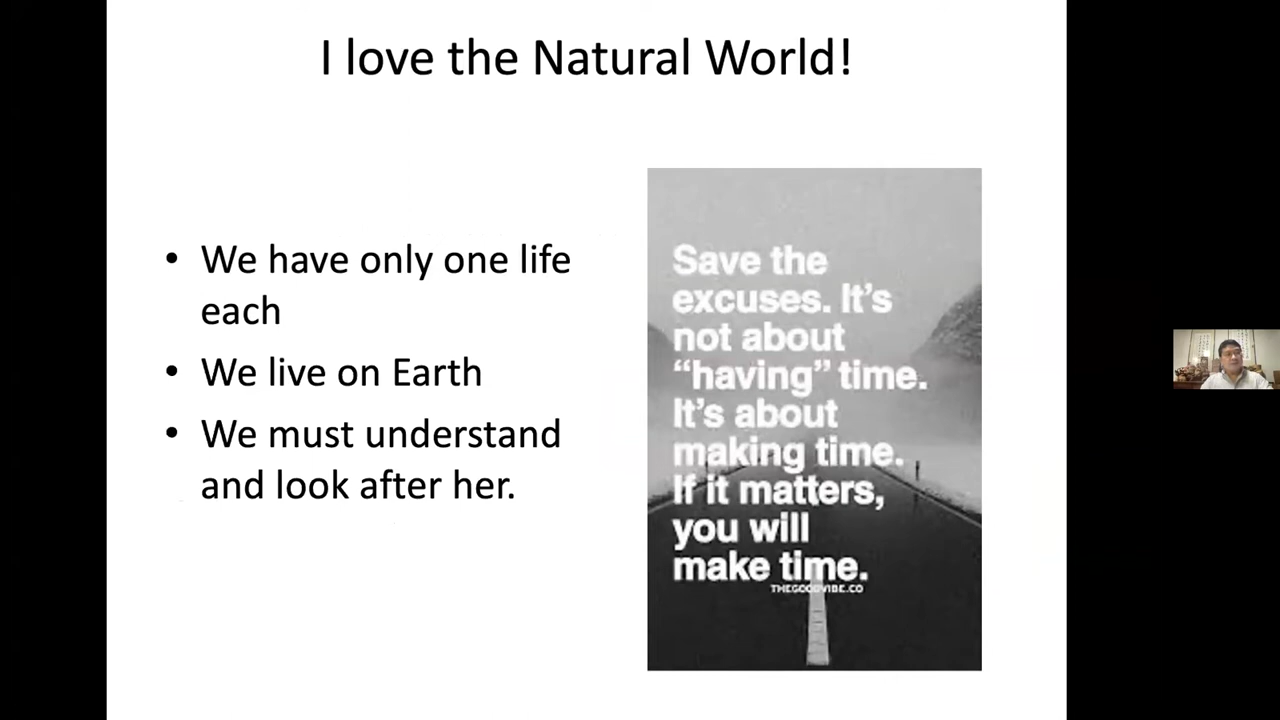 I love the Natural World!
• We have only one life
each
• We live on Earth
• We must understand
and look after her.
Save the
excuses. It's
not about
“having” time.
It's about
making time.
If it matters,
you will
make time.
THEGOODVIBE.CO